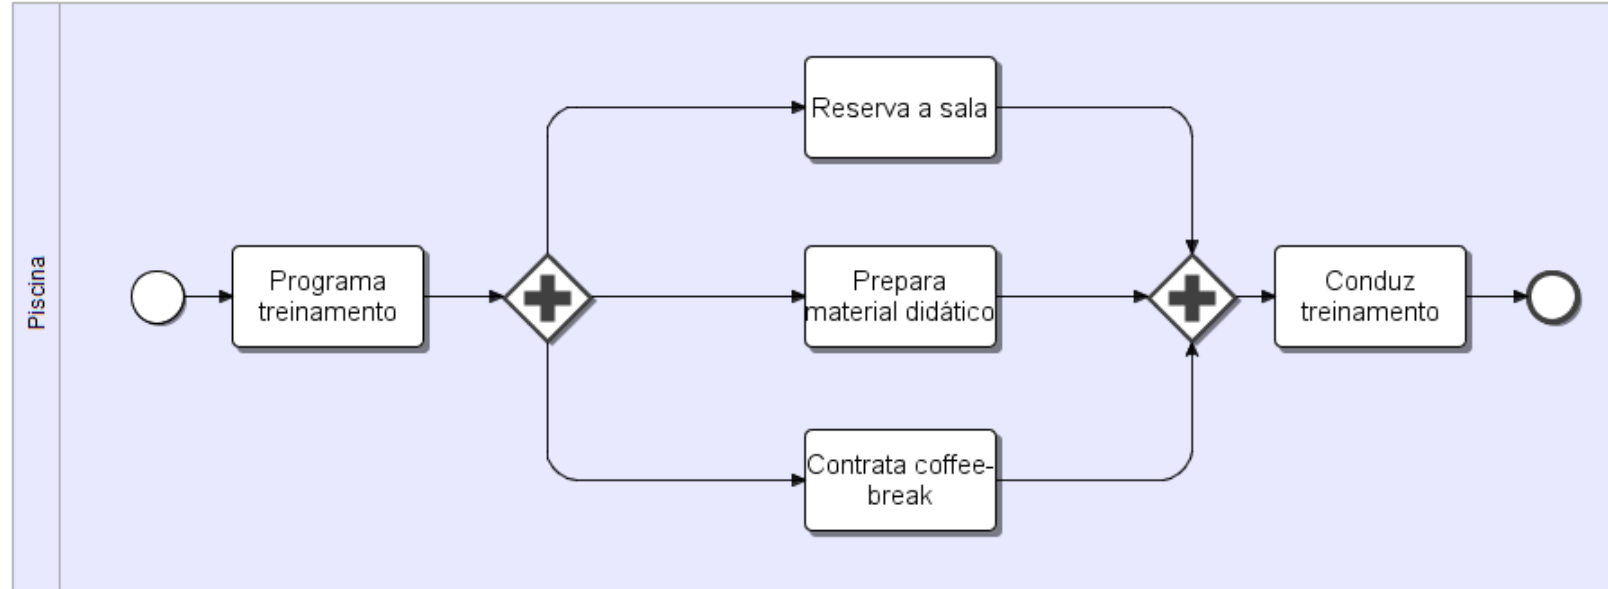 Piscina
Programa
treinamento
Reserva a sala
Prepara
material didático
Contrata coffee-
break
Conduz
treinamento